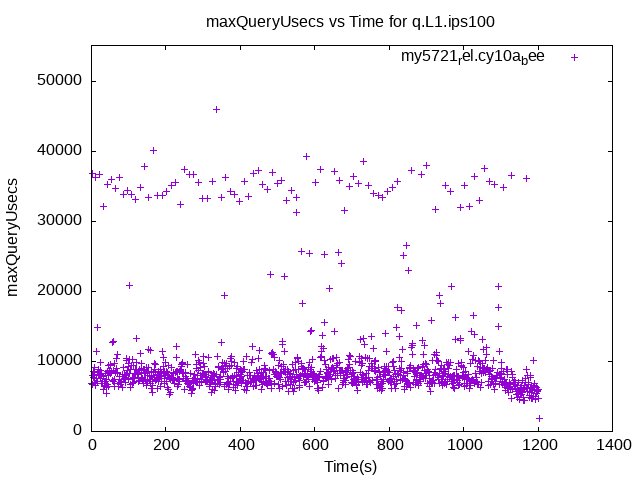 maxQueryUsecs vs Time for q.L1.ips100
my5721rel.cy10abee
50000
40000
30000
20000
10000
0
maxQueryUsecs
0 200 400 600 800 1000 1200 1400
Time(s)